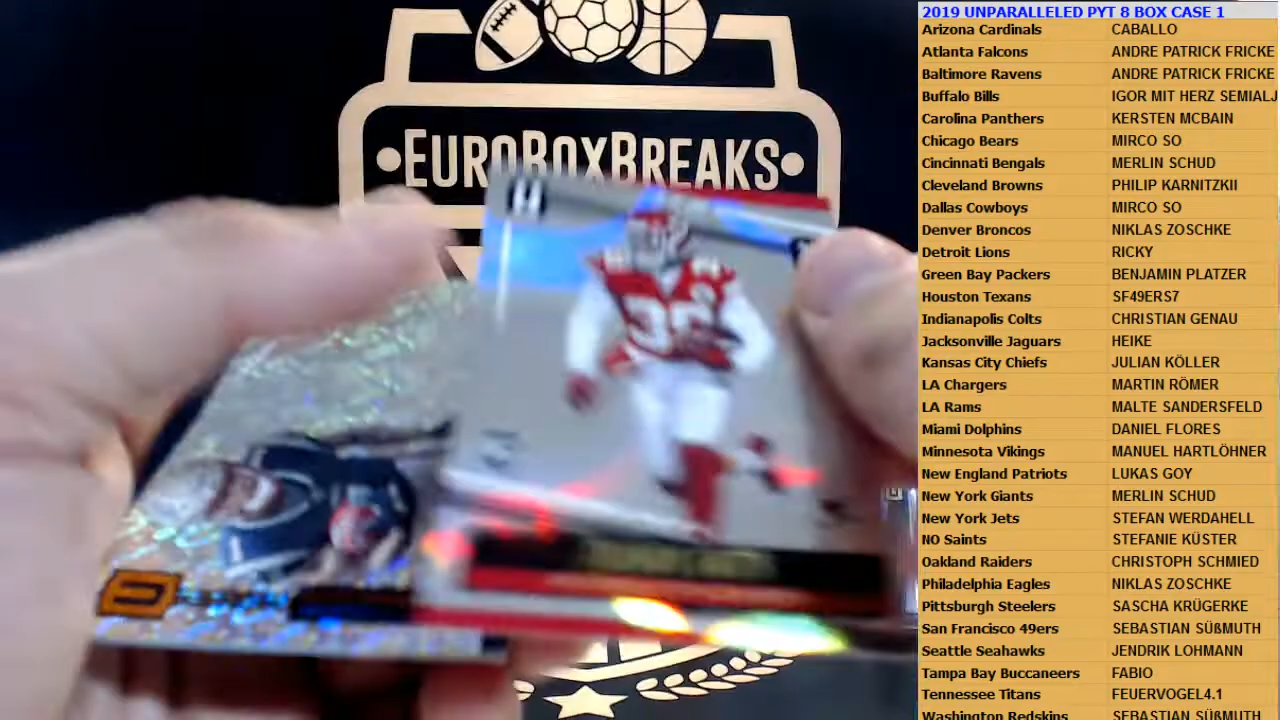 EUROBOXBREAKS
2019 UNPARALLELED PYT 8 BOX CASE 1
Arizona Cardinals CABALLO
Atlanta Falcons ANDRE PATRICK FRICKE
Baltimore Ravens ANDRE PATRICK FRICKE
Buffalo Bills IGOR MIT HERZ SEMIALJ
Carolina Panthers KERSTEN MCBAIN
Chicago Bears MIRCO SO
Cincinnati Bengals MERLIN SCHUD
Cleveland Browns PHILIP KARNITZKII
Dallas Cowboys MIRCO SO
Denver Broncos NIKLAS ZOSCHKE
Detroit Lions RICKY
Green Bay Packers BENJAMIN PLATZER
Houston Texans SF49ERS7
Indianapolis Colts CHRISTIAN GENAU
Jacksonville Jaguars HEIKE
Kansas City Chiefs JULIAN KÖLLER
LA Chargers MARTIN RÖMER
LA Rams MALTE SANDERSFELD
Miami Dolphins DANIEL FLORES
Minnesota Vikings MANUEL HARTLÖHNER
New England Patriots LUKAS GOY
New York Giants MERLIN SCHUD
New York Jets STEFAN WERDAHELL
NO Saints STEFANIE KÜSTER
Oakland Raiders CHRISTOPH SCHMIED
Philadelphia Eagles NIKLAS ZOSCHKE
Pittsburgh Steelers SASCHA KRÜGERKE
San Francisco 49ers SEBASTIAN SÜßMUTH
Seattle Seahawks JENDRIK LOHMANN
Tampa Bay Buccaneers FABIO
Tennessee Titans FEUERVOGEL4.1
Washington Redskins SEBASTIAN SÜßMUTH